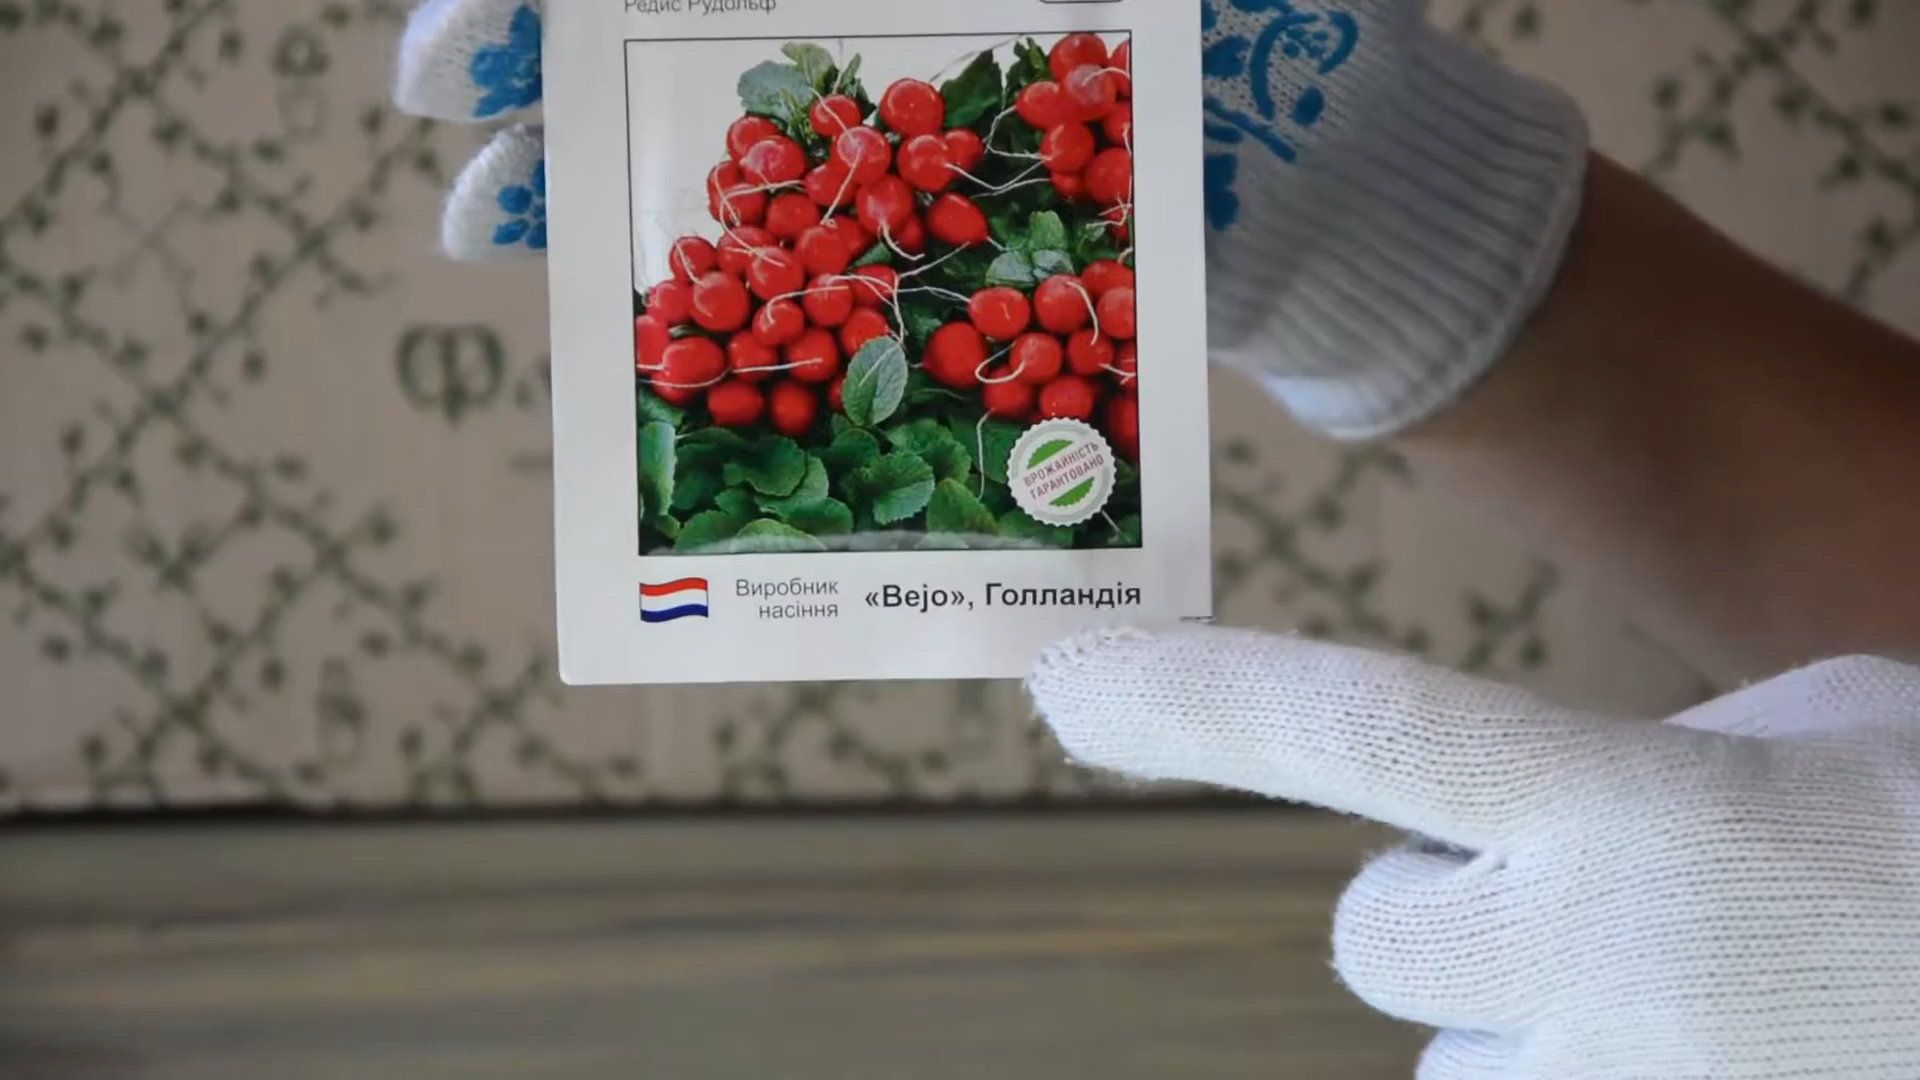 Редис Рудольф
ВРОЖАЙНІСТЬ
ГАРАНТОВАНО
Виробник
насіння
«Bejo», Голландія